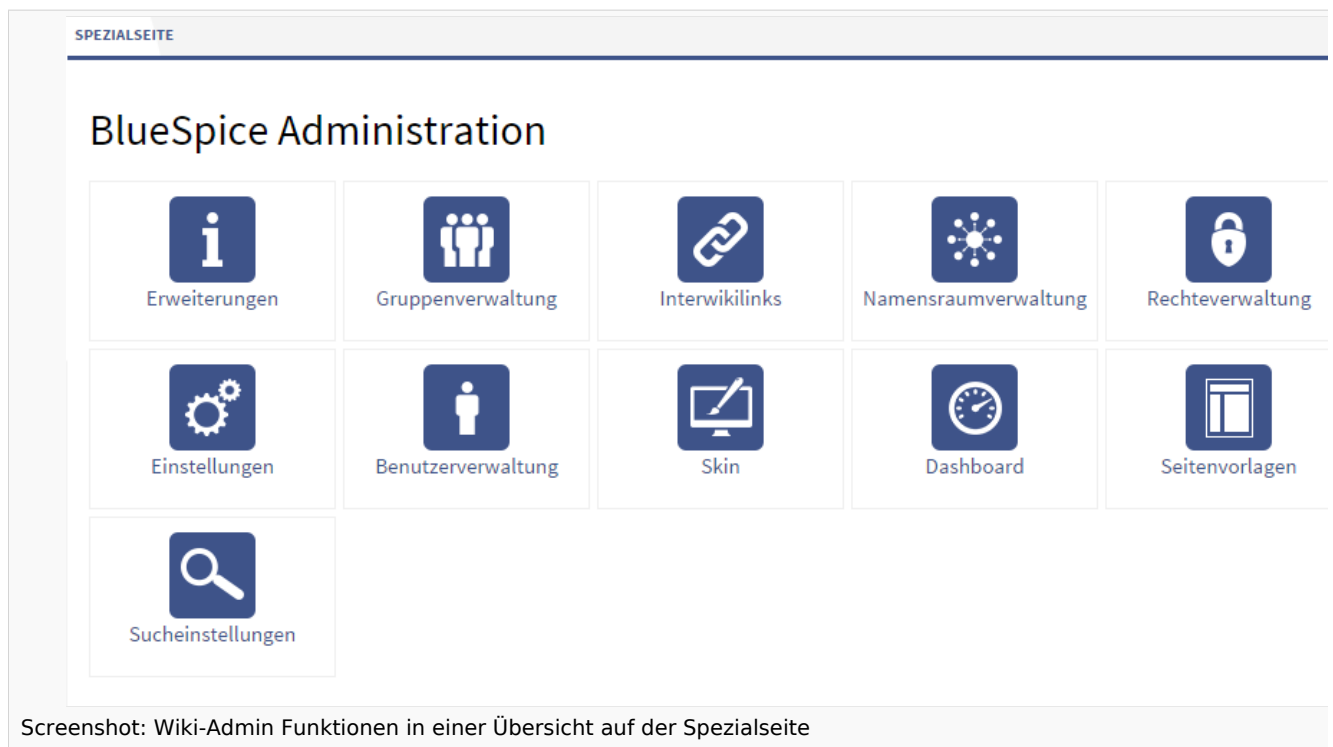 SPEZIALSEITE
BlueSpice Administration
Erweiterungen
Gruppenverwaltung
Interwikilinks
Namensraumverwaltung
Rechteverwaltung
Einstellungen
Benutzerverwaltung
Skin
Dashboard
Seitenvorlagen
Sucheinstellungen
Screenshot: Wiki-Admin Funktionen in einer Übersicht auf der Spezialseite